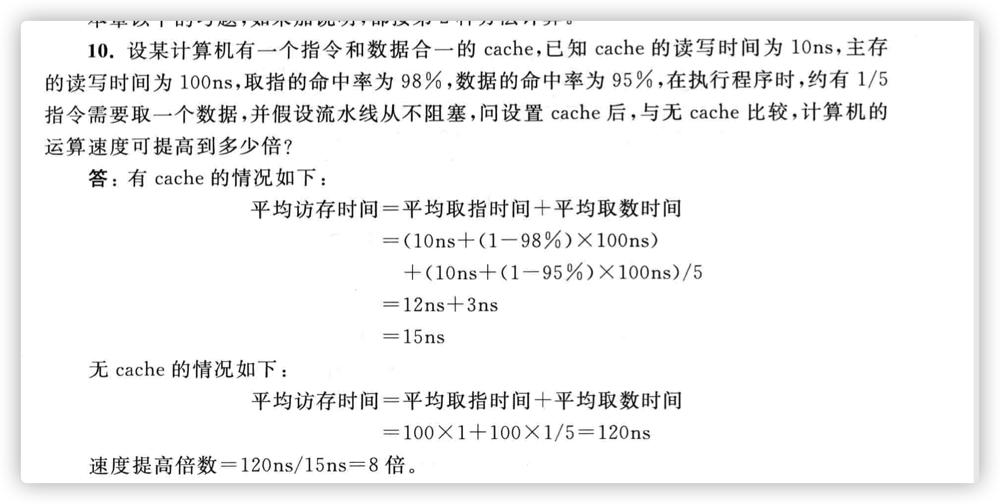 10. 设某计算机有一个指令和数据合一的 cache,已知 cache 的读写时间为 10ns,主存
的读写时间为 100ns,取指的命中率为 98%,数据的命中率为 95%,在执行程序时,约有 1/5
指令需要取一个数据,并假设流水线从不阻塞,问设置 cache 后,与无 cache 比较,计算机的
运算速度可提高到多少倍?
答:有 cache 的情况如下:
平均访存时间=平均取指时间+平均取数时间
=(10ns+(1-98%)×100ns)
+(10ns+(1-95%)×100ns)/5
=12ns+3ns
=15ns
无 cache 的情况如下:
平均访存时间=平均取指时间+平均取数时间
=100×1+100×1/5=120ns
速度提高倍数=120ns/15ns=8 倍。